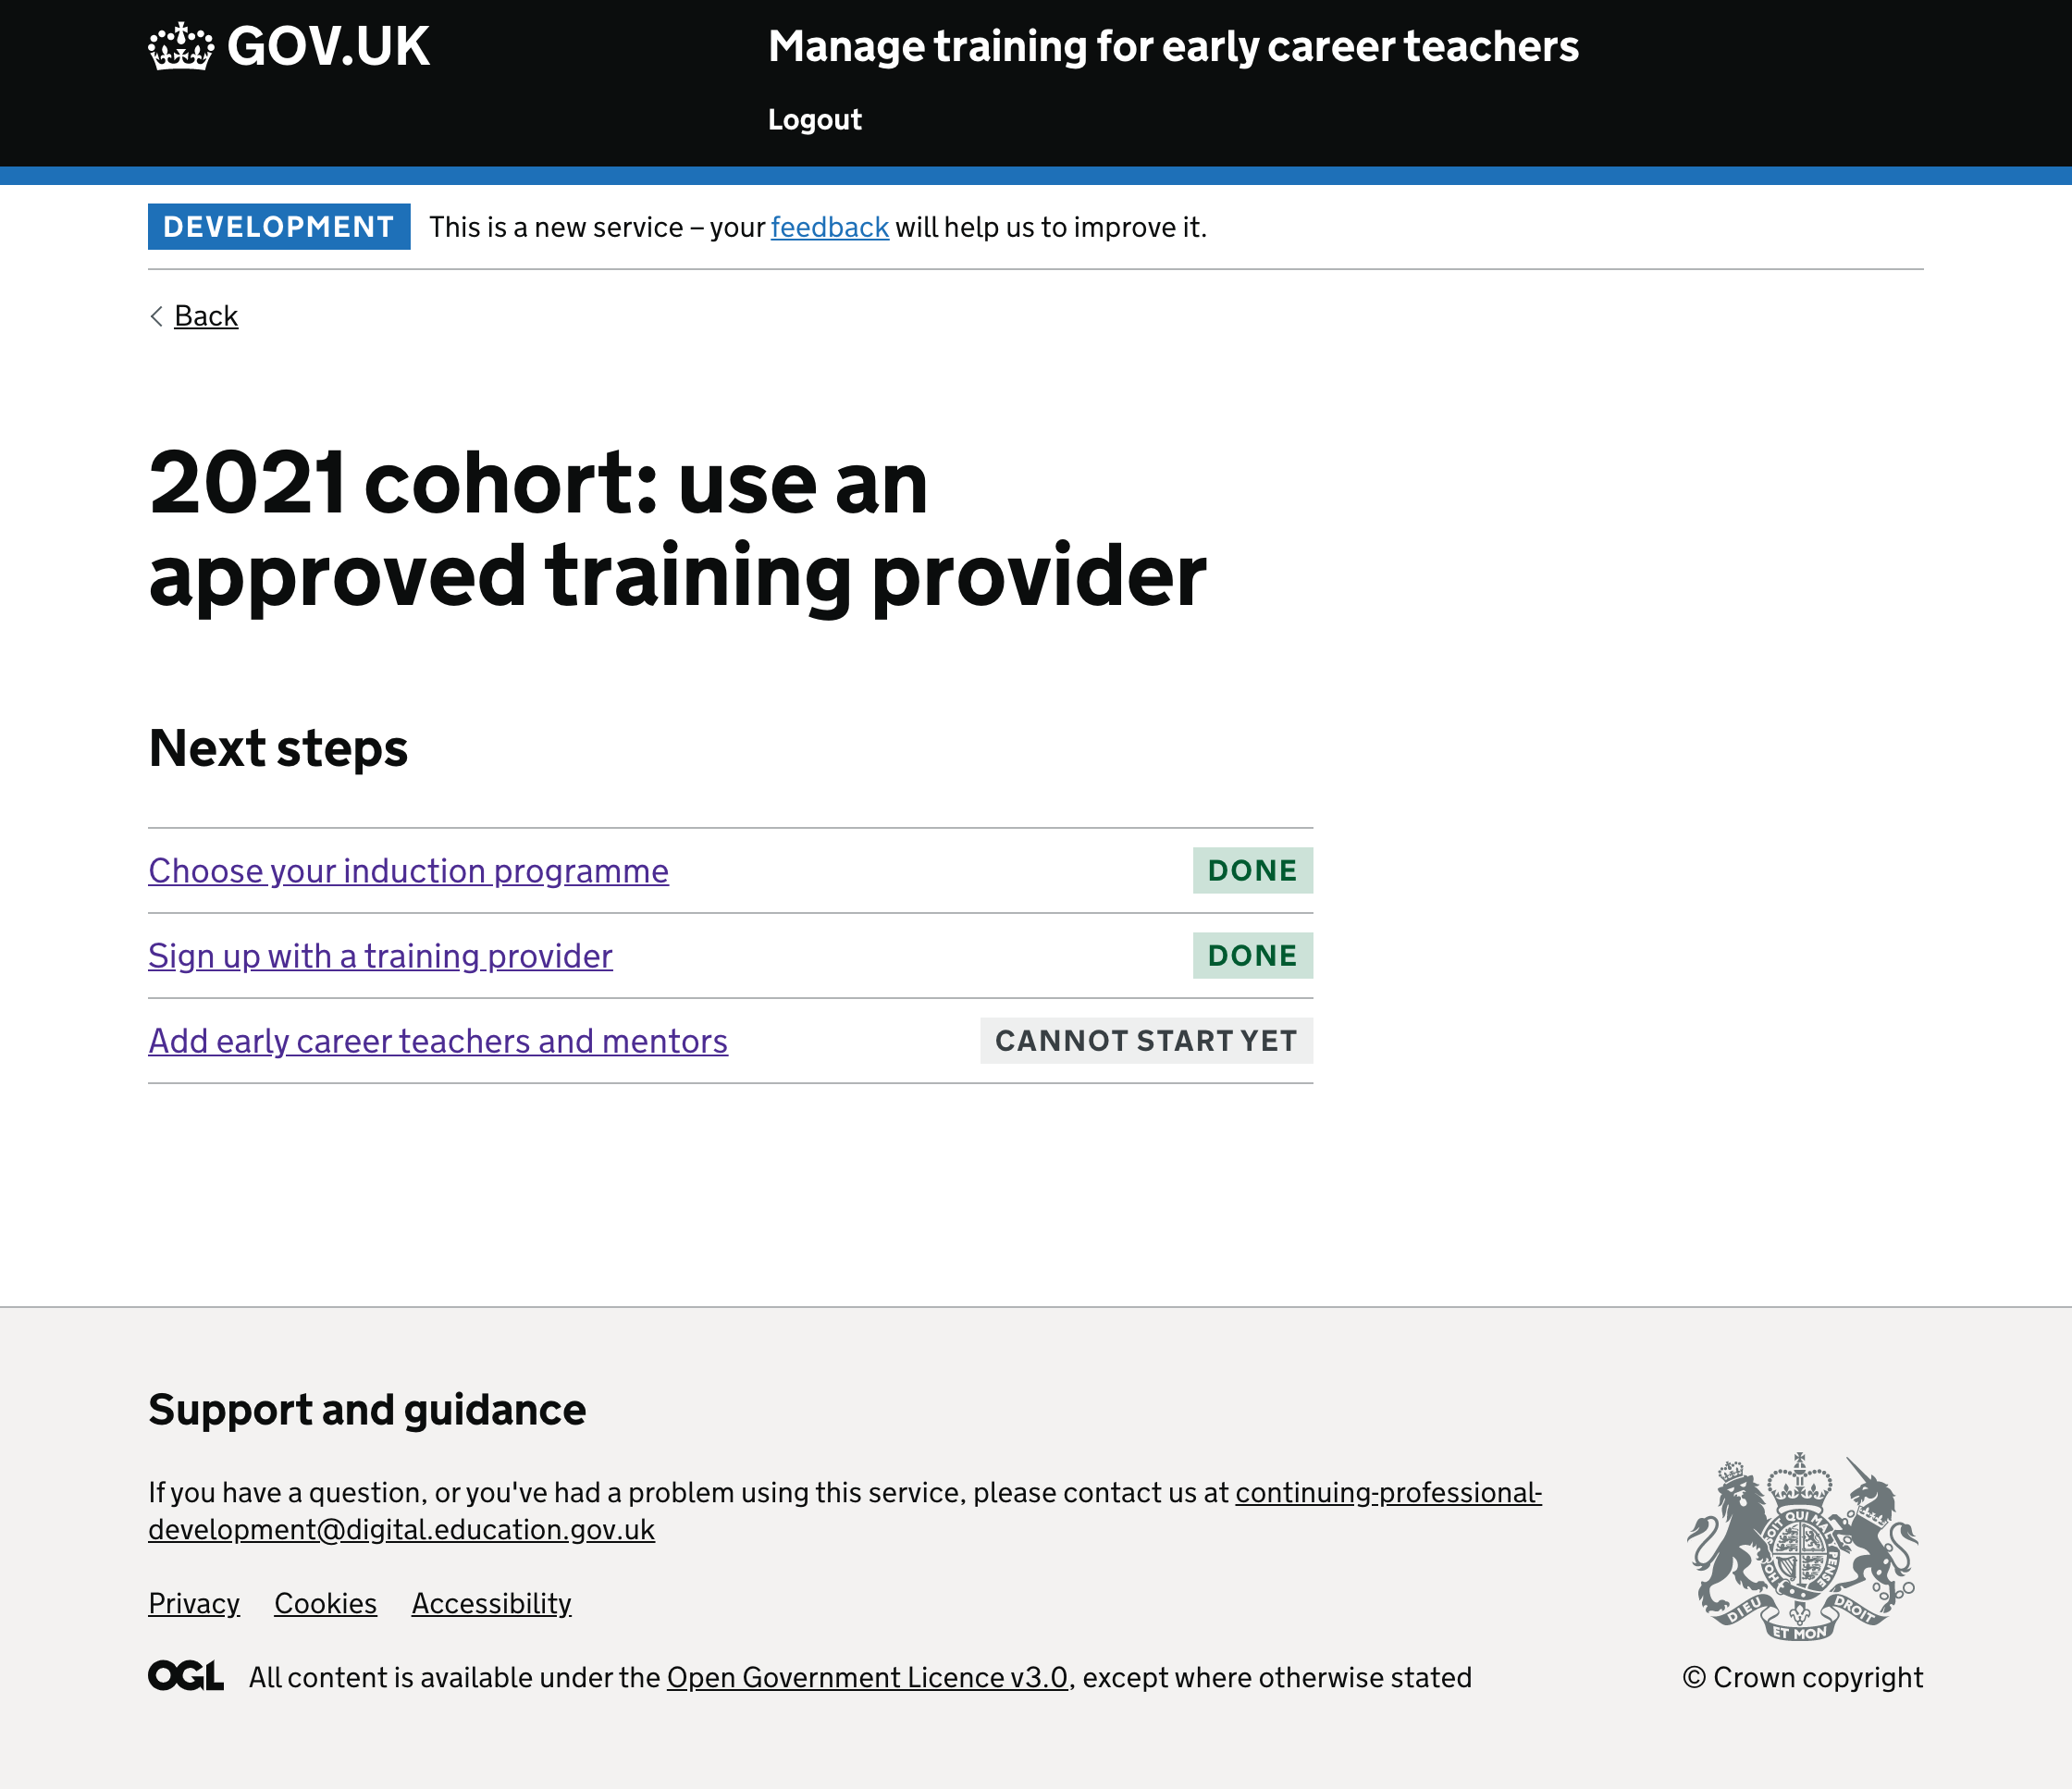 GOV.UK
Manage training for early career teachers
Logout
DEVELOPMENT This is a new service – your feedback will help us to improve it.
Back
2021 cohort: use an
approved training provider
Next steps
Choose your induction programme DONE
Sign up with a training provider DONE
Add early career teachers and mentors CANNOT START YET
Support and guidance
If you have a question, or you've had a problem using this service, please contact us at continuing-professional-
development@digital.education.gov.uk
Privacy Cookies Accessibility
HONI SOIT QUI MAL Y PENSE
DIEU ET MON DROIT
OGL All content is available under the Open Government Licence v3.0, except where otherwise stated
© Crown copyright